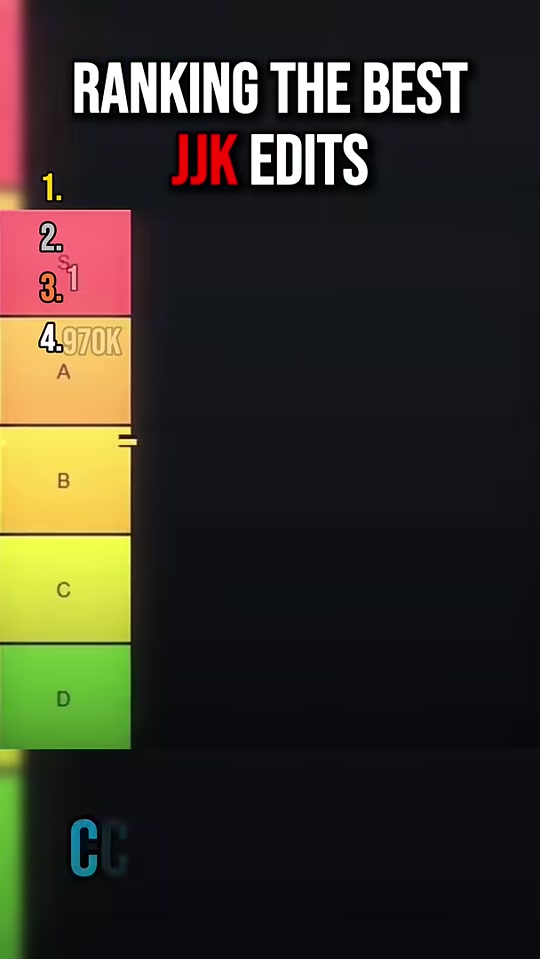 RANKING THE BEST
JJK EDITS
1.
2.
S
3. 1
4. 970K
A
B
C
D
CC